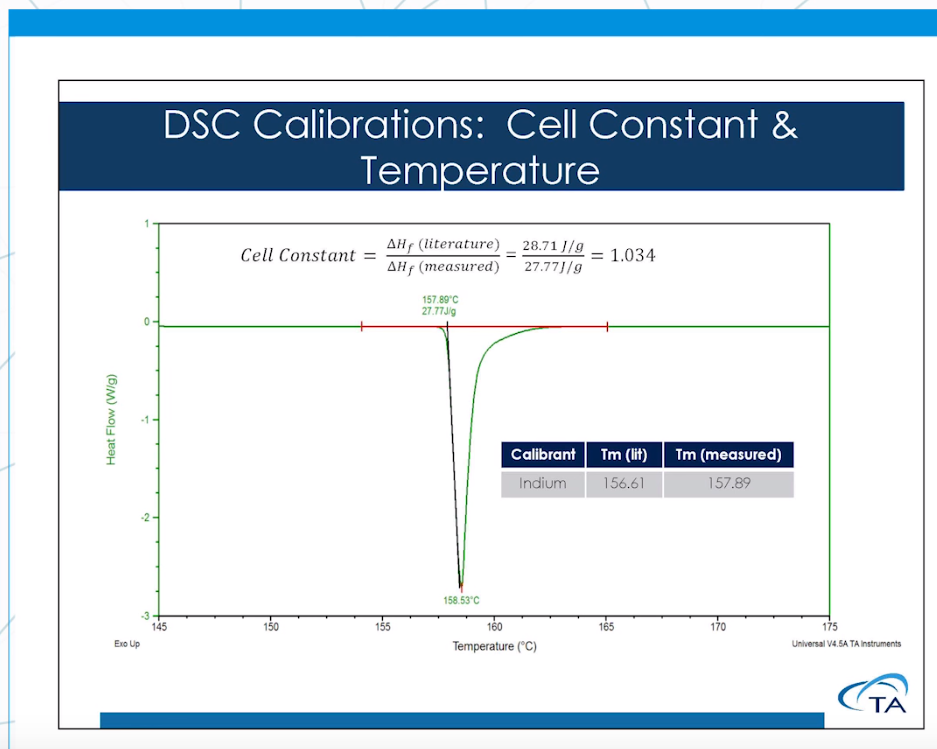 DSC Calibrations: Cell Constant &
Temperature
Cell Constant = ΔH𝑓 (literature) / ΔH𝑓 (measured) = 28.71 J/g / 27.77J/g = 1.034
157.89°C
27.77J/g
Calibrant Tm (lit) Tm (measured)
Indium 156.61 157.89
158.53°C
Heat Flow (W/g)
1
0
-1
-2
-3
145 150 155 160 165 170 175
Exo Up
Temperature (°C)
Universal V4.5A TA Instruments
TA